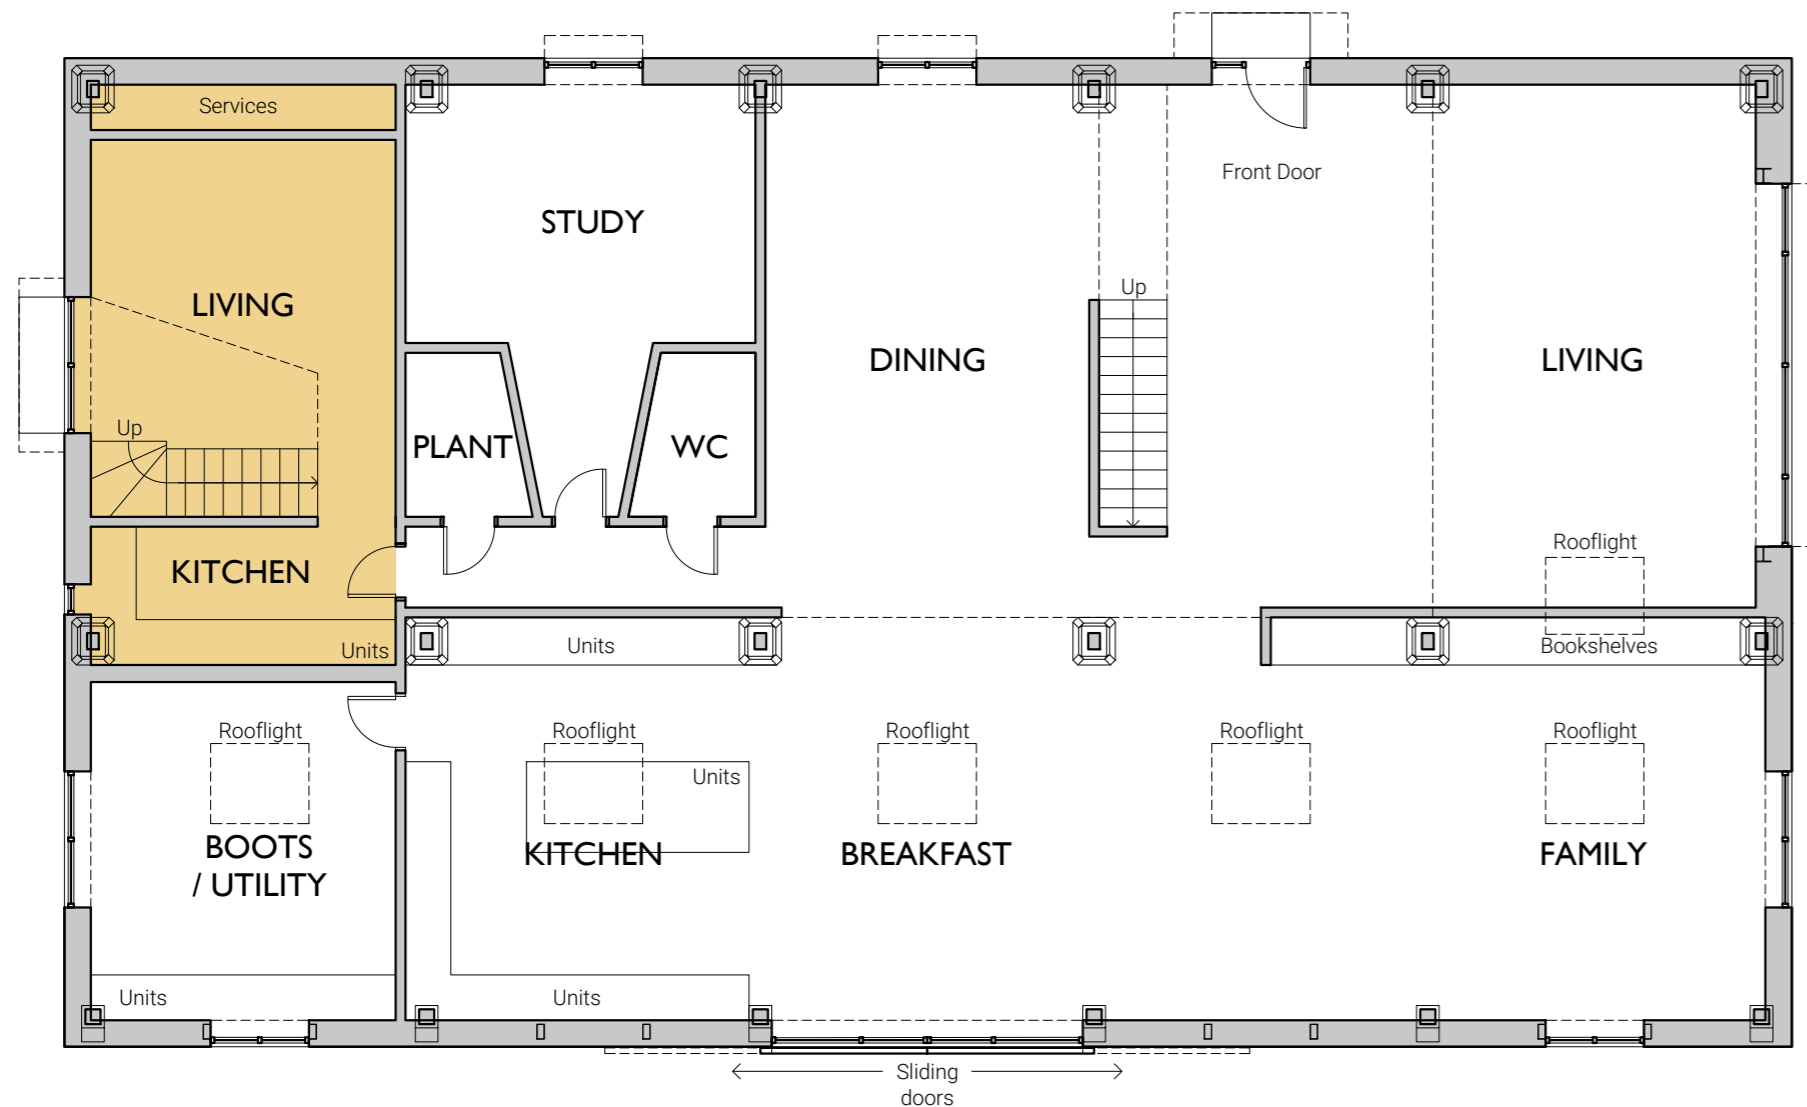 Services
Front Door
STUDY
Up
LIVING
DINING
LIVING
Up
PLANT
WC
Rooflight
KITCHEN
Units
Units
Bookshelves
Rooflight
Rooflight
Rooflight
Rooflight
Rooflight
Units
BOOTS
/ UTILITY
KITCHEN
BREAKFAST
FAMILY
Units
Units
Sliding
doors